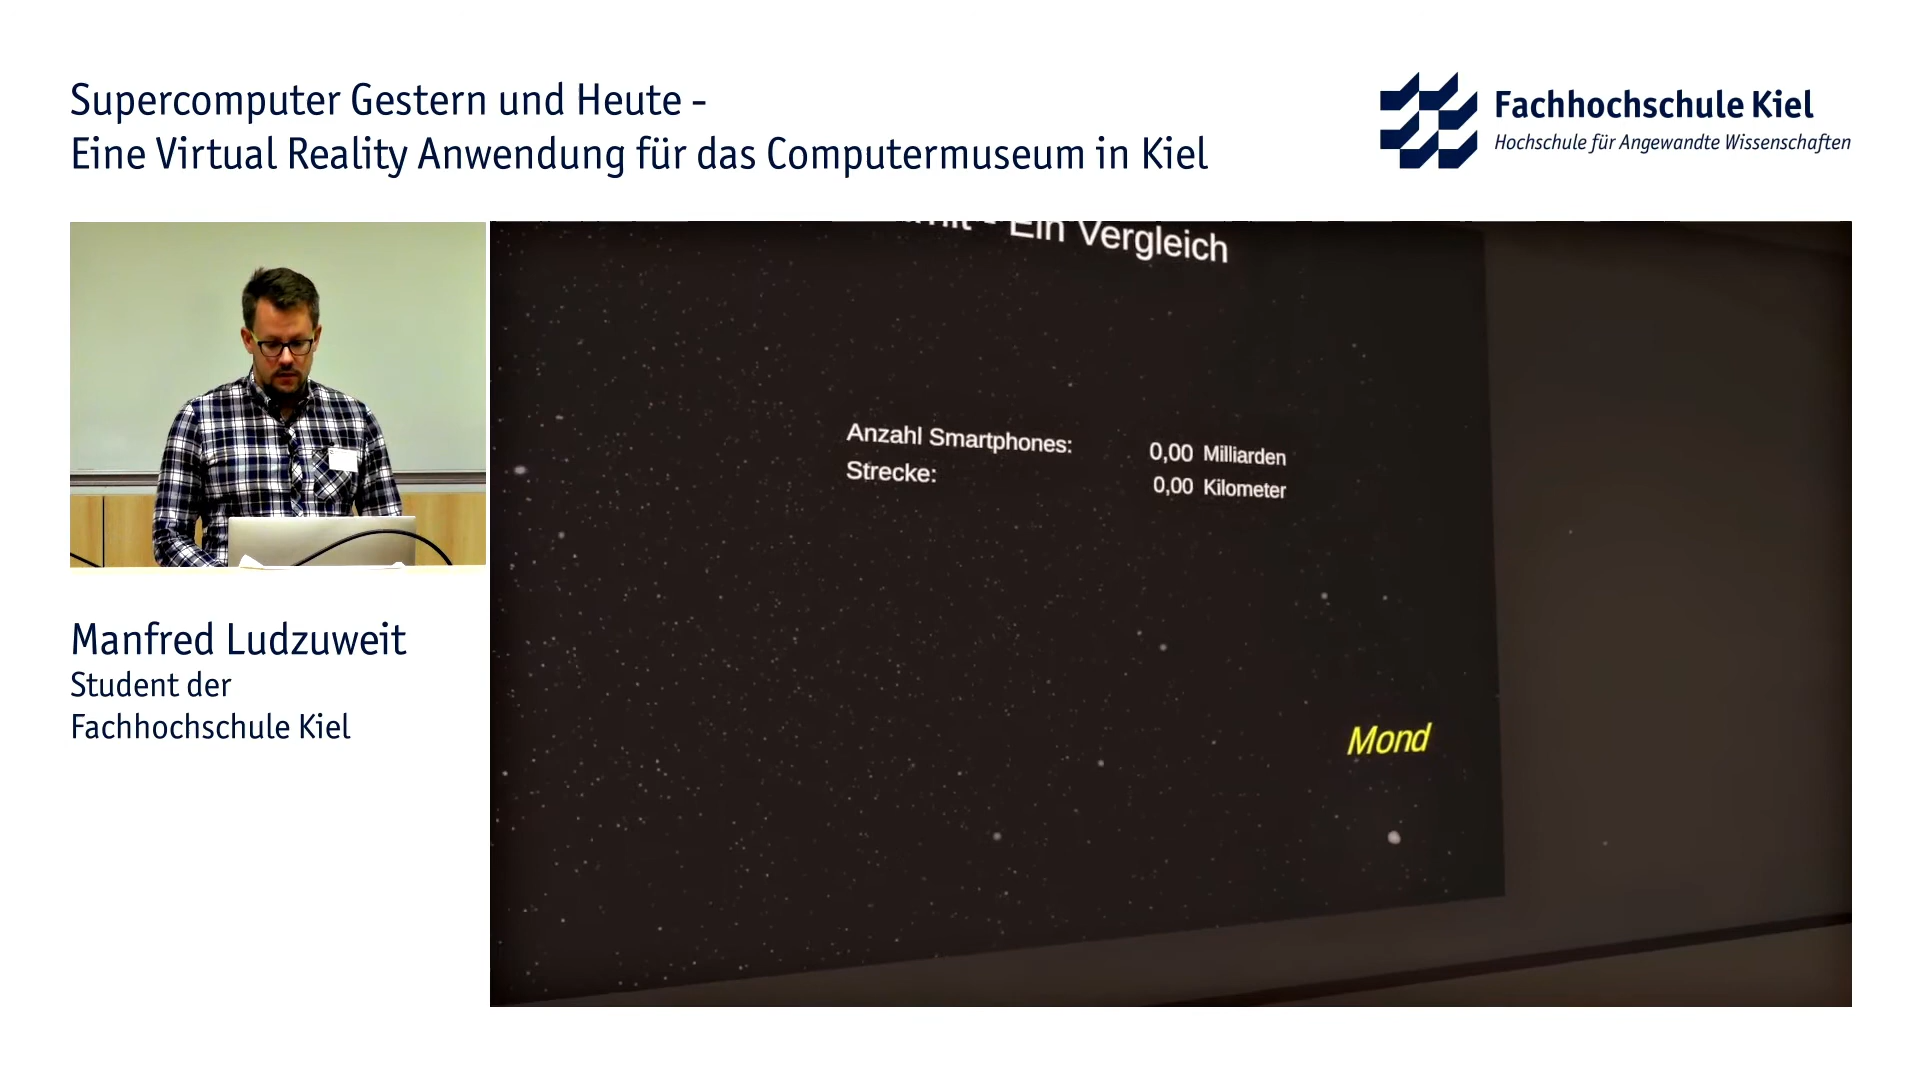 Supercomputer Gestern und Heute -
Eine Virtual Reality Anwendung für das Computermuseum in Kiel
Fachhochschule Kiel
Hochschule für Angewandte Wissenschaften
Ein Vergleich
Anzahl Smartphones: 0,00 Milliarden
Strecke: 0,00 Kilometer
Mond
Manfred Ludzuweit
Student der
Fachhochschule Kiel